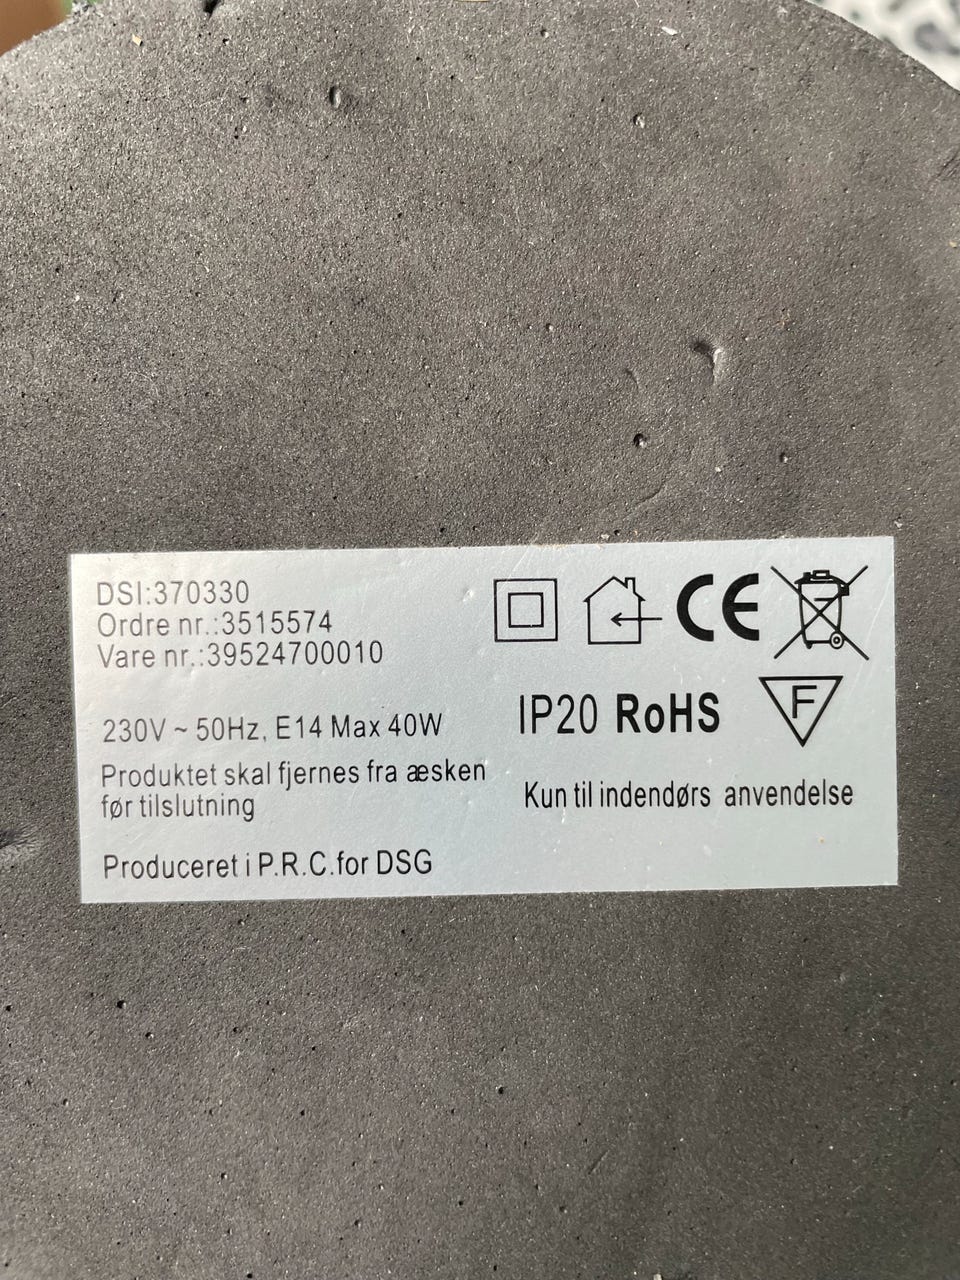 DSI:370330
Ordre nr.:3515574
Vare nr.:39524700010
230V ~ 50Hz, E14 Max 40W
Produktet skal fjernes fra æsken
før tilslutning
Produceret i P.R.C.for DSG
CE
IP20 RoHS
F
Kun til indendørs anvendelse